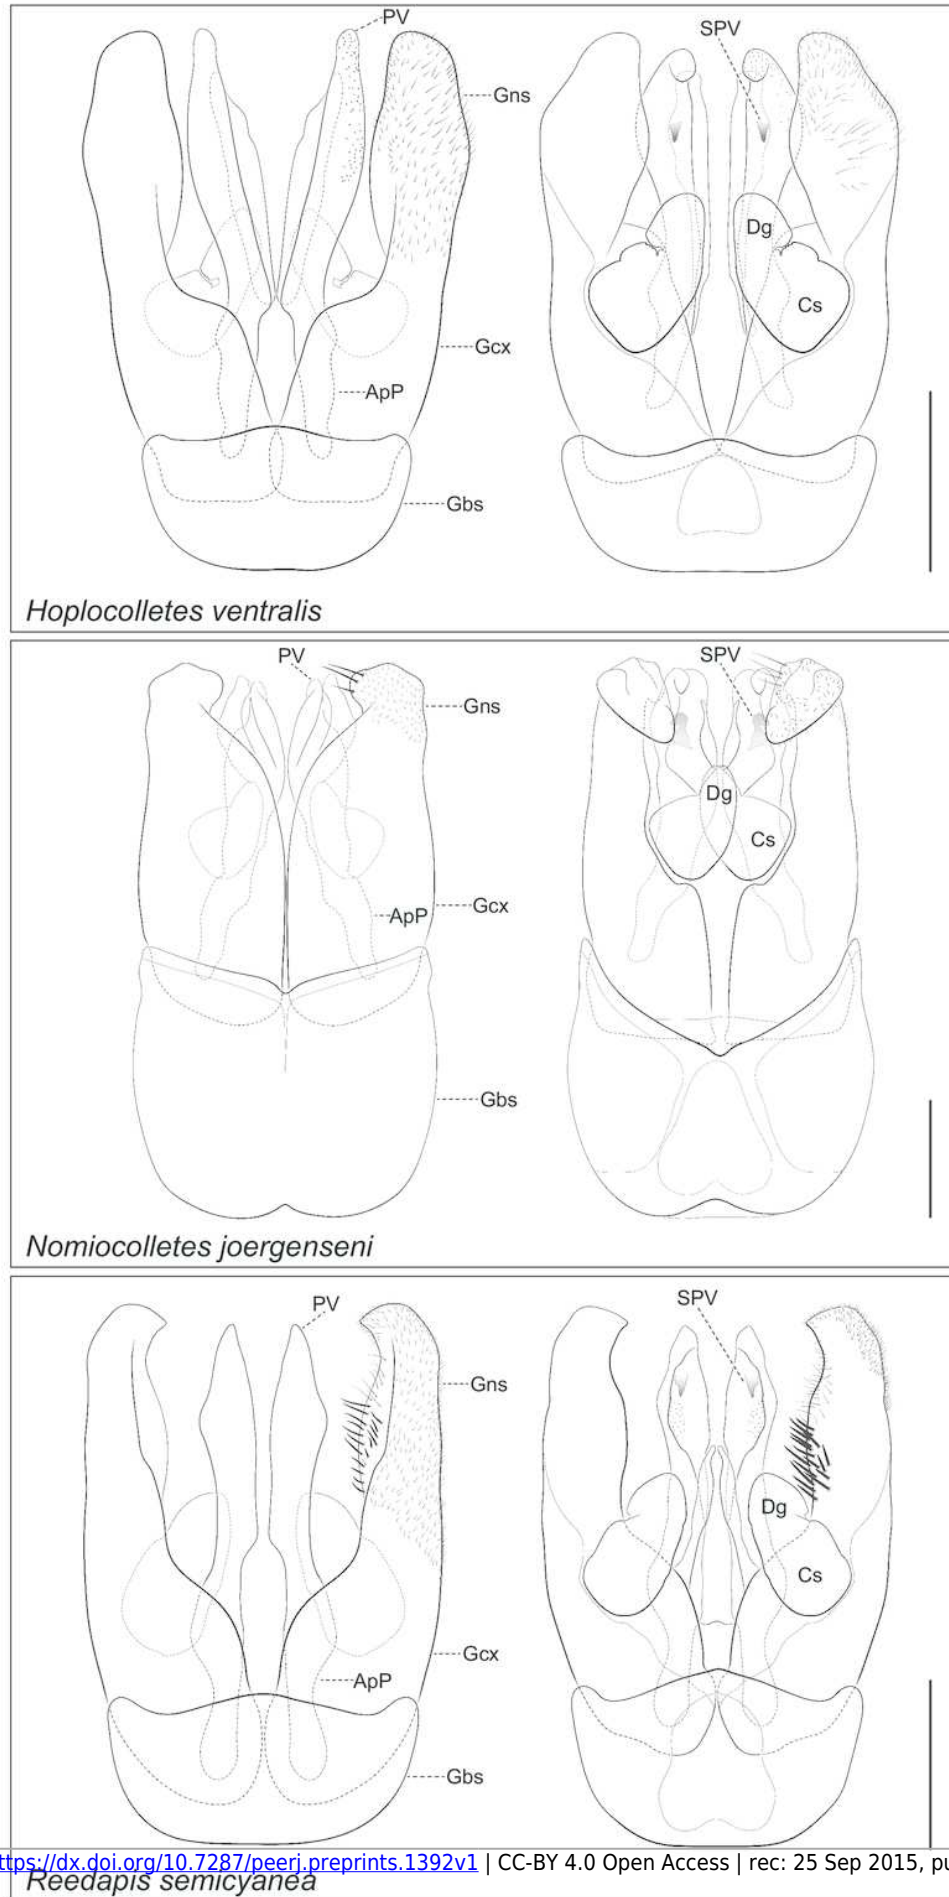 PV
SPV
Gns
Dg
Cs
Gcx
ApP
Gbs
Hoplocolletes ventralis
PV
SPV
Gns
Dg
Cs
ApP
Gcx
Gbs
Nomiocolletes joergenseni
PV
SPV
Gns
Dg
Cs
Gcx
ApP
Gbs
ttps://dx.doi.org/10.7287/peerj.preprints.1392v1 | CC-BY 4.0 Open Access | rec: 25 Sep 2015, pu
Reedapis semicyanea